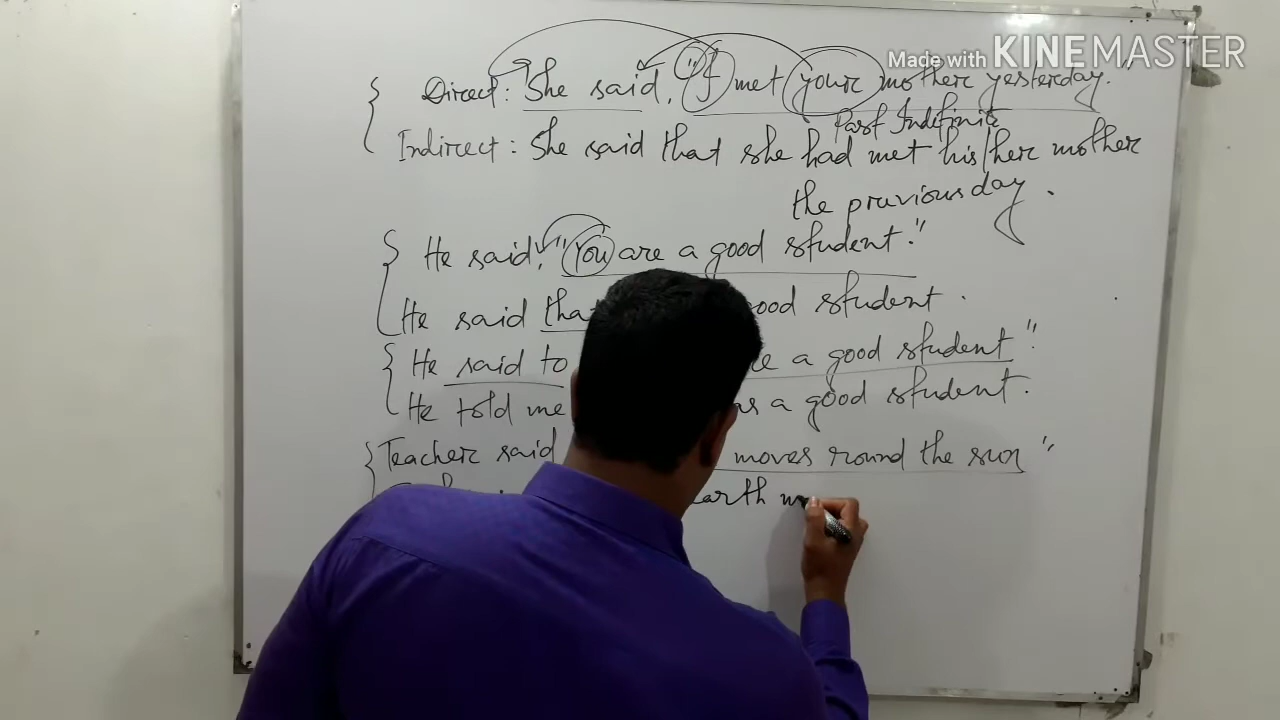 Made with KINEMASTER
Direct: She said, "I met your mother yesterday."
Past Indefinite
Indirect: She said that she had met his/her mother
the previous day.
He said, "You are a good student."
He said that good student.
He said to a good student"
He told me as a good student.
Teacher said moves round the sun"
earth